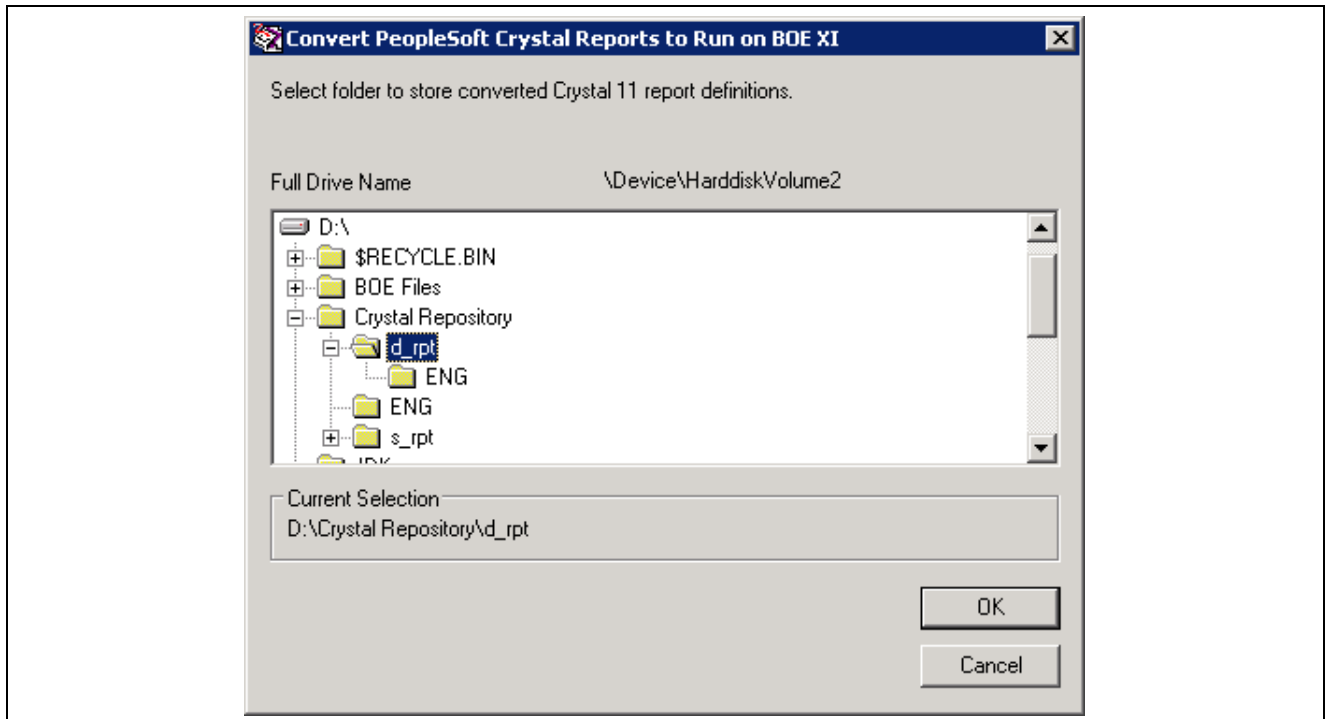 Convert PeopleSoft Crystal Reports to Run on BOE XI
Select folder to store converted Crystal 11 report definitions.
Full Drive Name \Device\HarddiskVolume2
D:\
$RECYCLE.BIN
BOE Files
Crystal Repository
d_rpt
ENG
ENG
s_rpt
Current Selection
D:\Crystal Repository\d_rpt
OK
Cancel